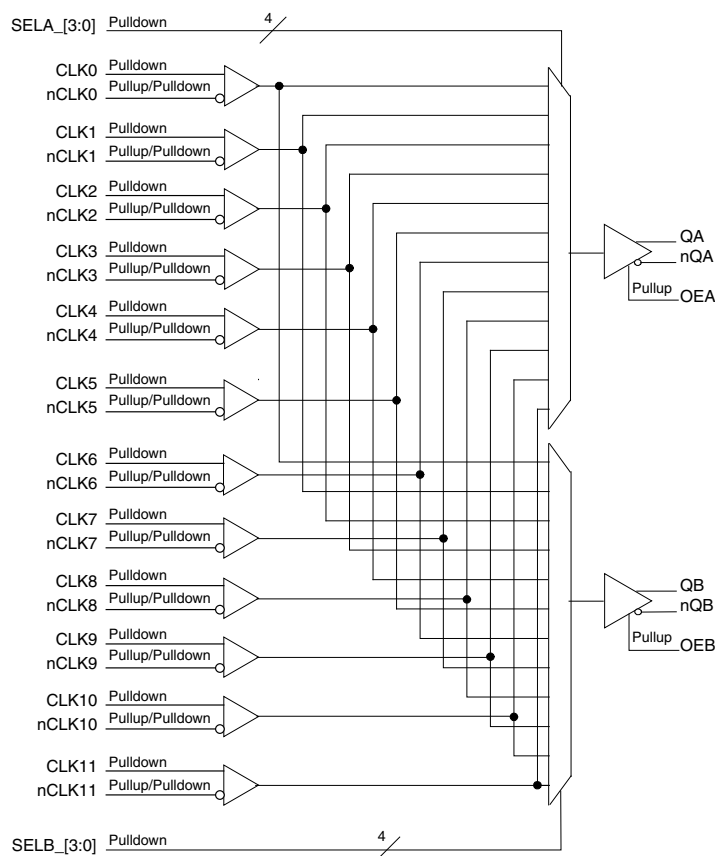 SELA_[3:0] Pulldown 4
CLK0 Pulldown
nCLK0 Pullup/Pulldown
CLK1 Pulldown
nCLK1 Pullup/Pulldown
CLK2 Pulldown
nCLK2 Pullup/Pulldown
CLK3 Pulldown
nCLK3 Pullup/Pulldown
CLK4 Pulldown
nCLK4 Pullup/Pulldown
CLK5 Pulldown
nCLK5 Pullup/Pulldown
CLK6 Pulldown
nCLK6 Pullup/Pulldown
CLK7 Pulldown
nCLK7 Pullup/Pulldown
CLK8 Pulldown
nCLK8 Pullup/Pulldown
CLK9 Pulldown
nCLK9 Pullup/Pulldown
CLK10 Pulldown
nCLK10 Pullup/Pulldown
CLK11 Pulldown
nCLK11 Pullup/Pulldown
SELB_[3:0] Pulldown 4
QA
nQA
Pullup OEA
QB
nQB
Pullup OEB